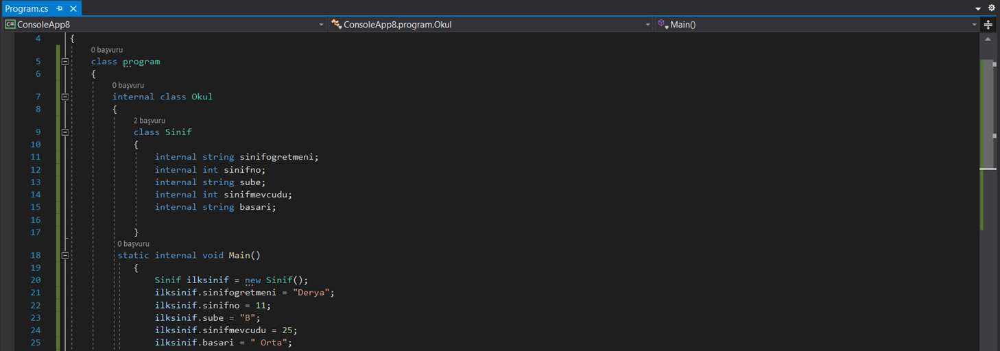 Program.cs
C# ConsoleApp8 ConsoleApp8.program.Okul Main()
4 {
0 başvuru
5 class program
6 {
0 başvuru
7 internal class Okul
8 {
2 başvuru
9 class Sinif
10 {
11 internal string sinifogretmeni;
12 internal int sinifno;
13 internal string sube;
14 internal int sinifmevcudu;
15 internal string basari;
16
17 }
0 başvuru
18 static internal void Main()
19 {
20 Sinif ilksinif = new Sinif();
21 ilksinif.sinifogretmeni = "Derya";
22 ilksinif.sinifno = 11;
23 ilksinif.sube = "B";
24 ilksinif.sinifmevcudu = 25;
25 ilksinif.basari = " Orta";